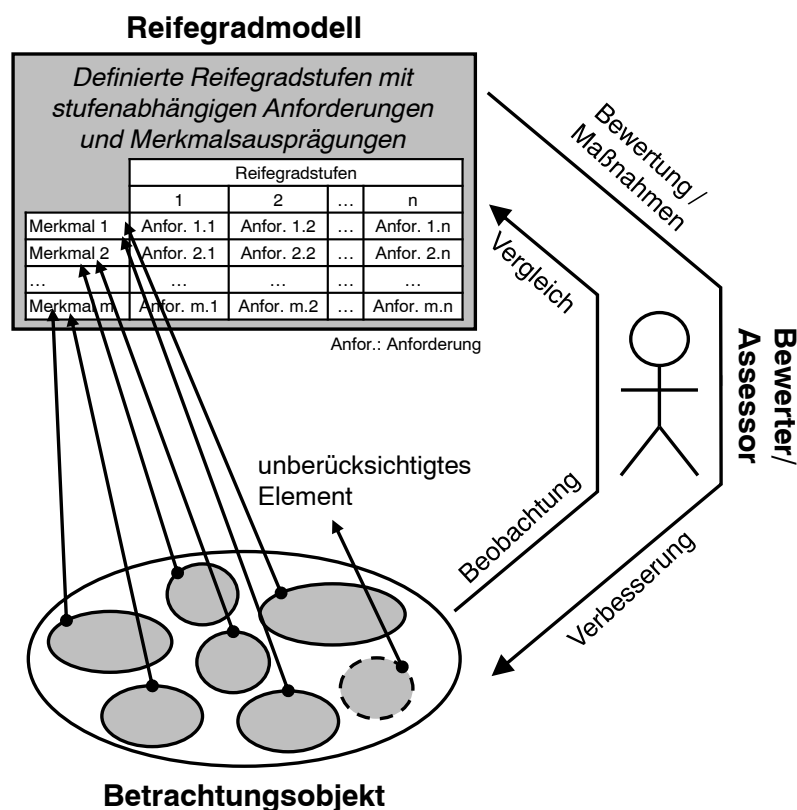 Reifegradmodell
Definierte Reifegradstufen mit
stufenabhängigen Anforderungen
und Merkmalsausprägungen
Reifegradstufen
1 2 … n
Merkmal 1 Anfor. 1.1 Anfor. 1.2 … Anfor. 1.n
Merkmal 2 Anfor. 2.1 Anfor. 2.2 … Anfor. 2.n
… … … … …
Merkmal m Anfor. m.1 Anfor. m.2 … Anfor. m.n
Anfor.: Anforderung
Bewertung /
Maßnahmen
Vergleich
Bewerter/
Assessor
unberücksichtigtes
Element
Beobachtung
Verbesserung
Betrachtungsobjekt